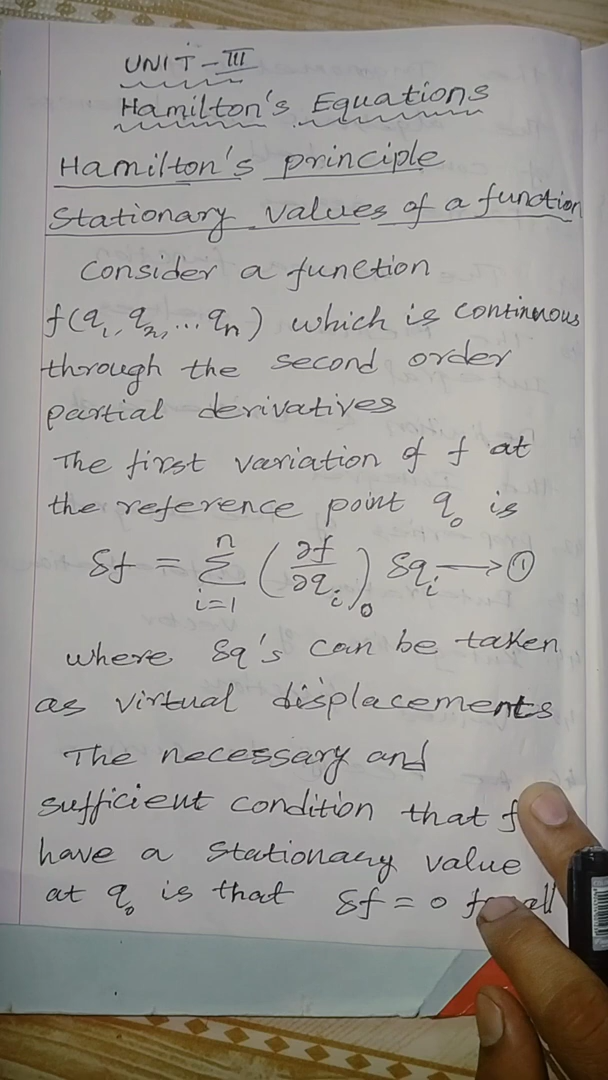 UNIT-III
Hamilton's Equations
Hamilton's principle
Stationary values of a function
Consider a function
f(q₁, q₂, ... qₙ) which is continuous
through the second order
partial derivatives
The first variation of f at
the reference point q₀ is
δf = Σⁿᵢ₌₁ (∂f/∂qᵢ)₀ δqᵢ → ①
where δq's can be taken
as virtual displacements
The necessary and
sufficient condition that f
have a stationary value
at q₀ is that δf = 0